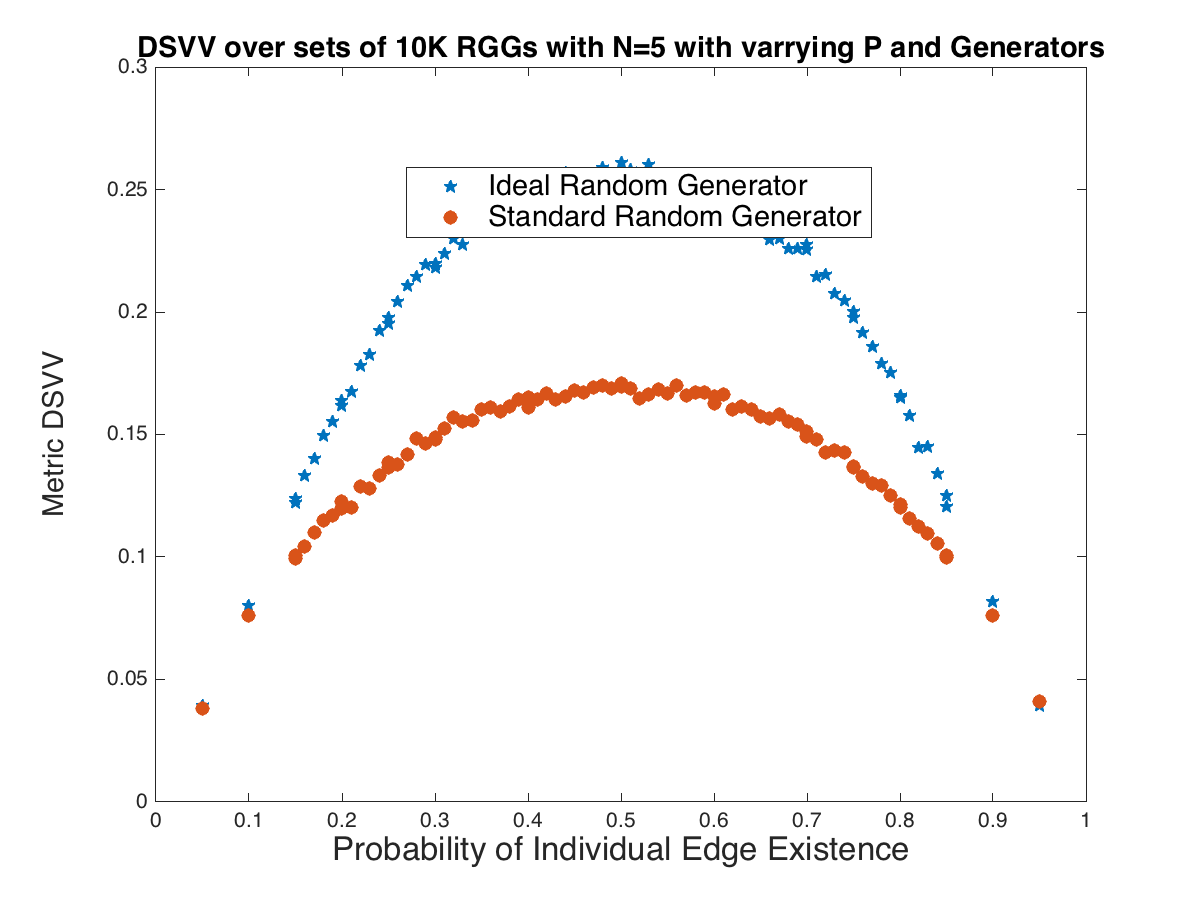 DSVV over sets of 10K RGGs with N=5 with varrying P and Generators
0.3
0.25
0.2
0.15
0.1
0.05
0
Metric DSVV
Ideal Random Generator
Standard Random Generator
0 0.1 0.2 0.3 0.4 0.5 0.6 0.7 0.8 0.9 1
Probability of Individual Edge Existence